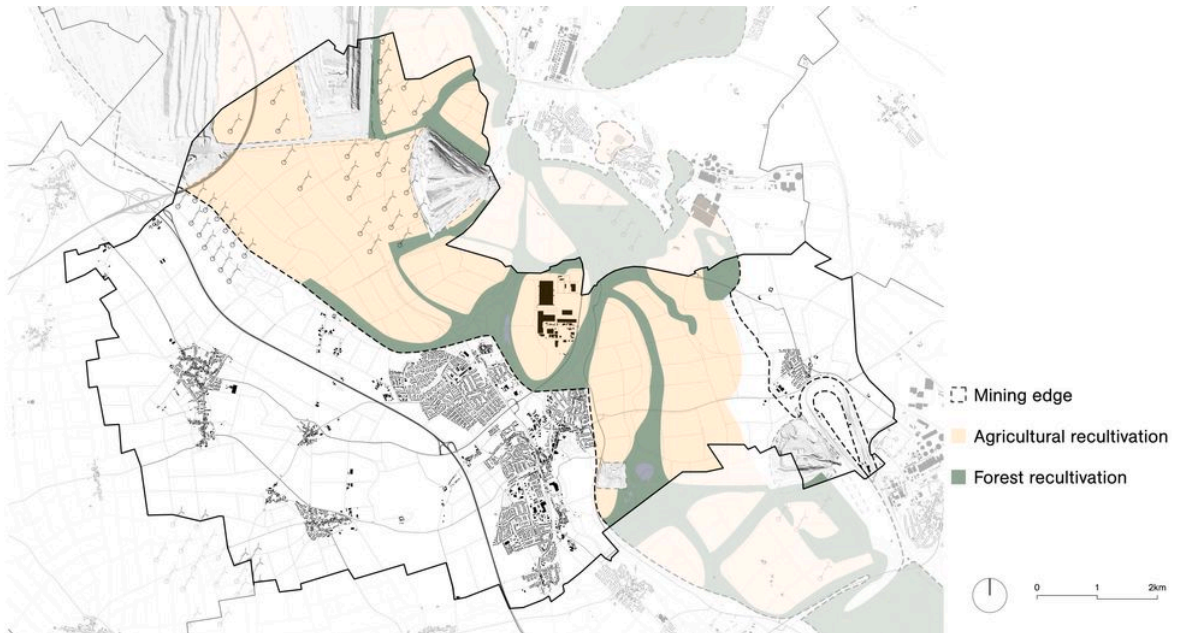 Mining edge
Agricultural recultivation
Forest recultivation
0 1 2km